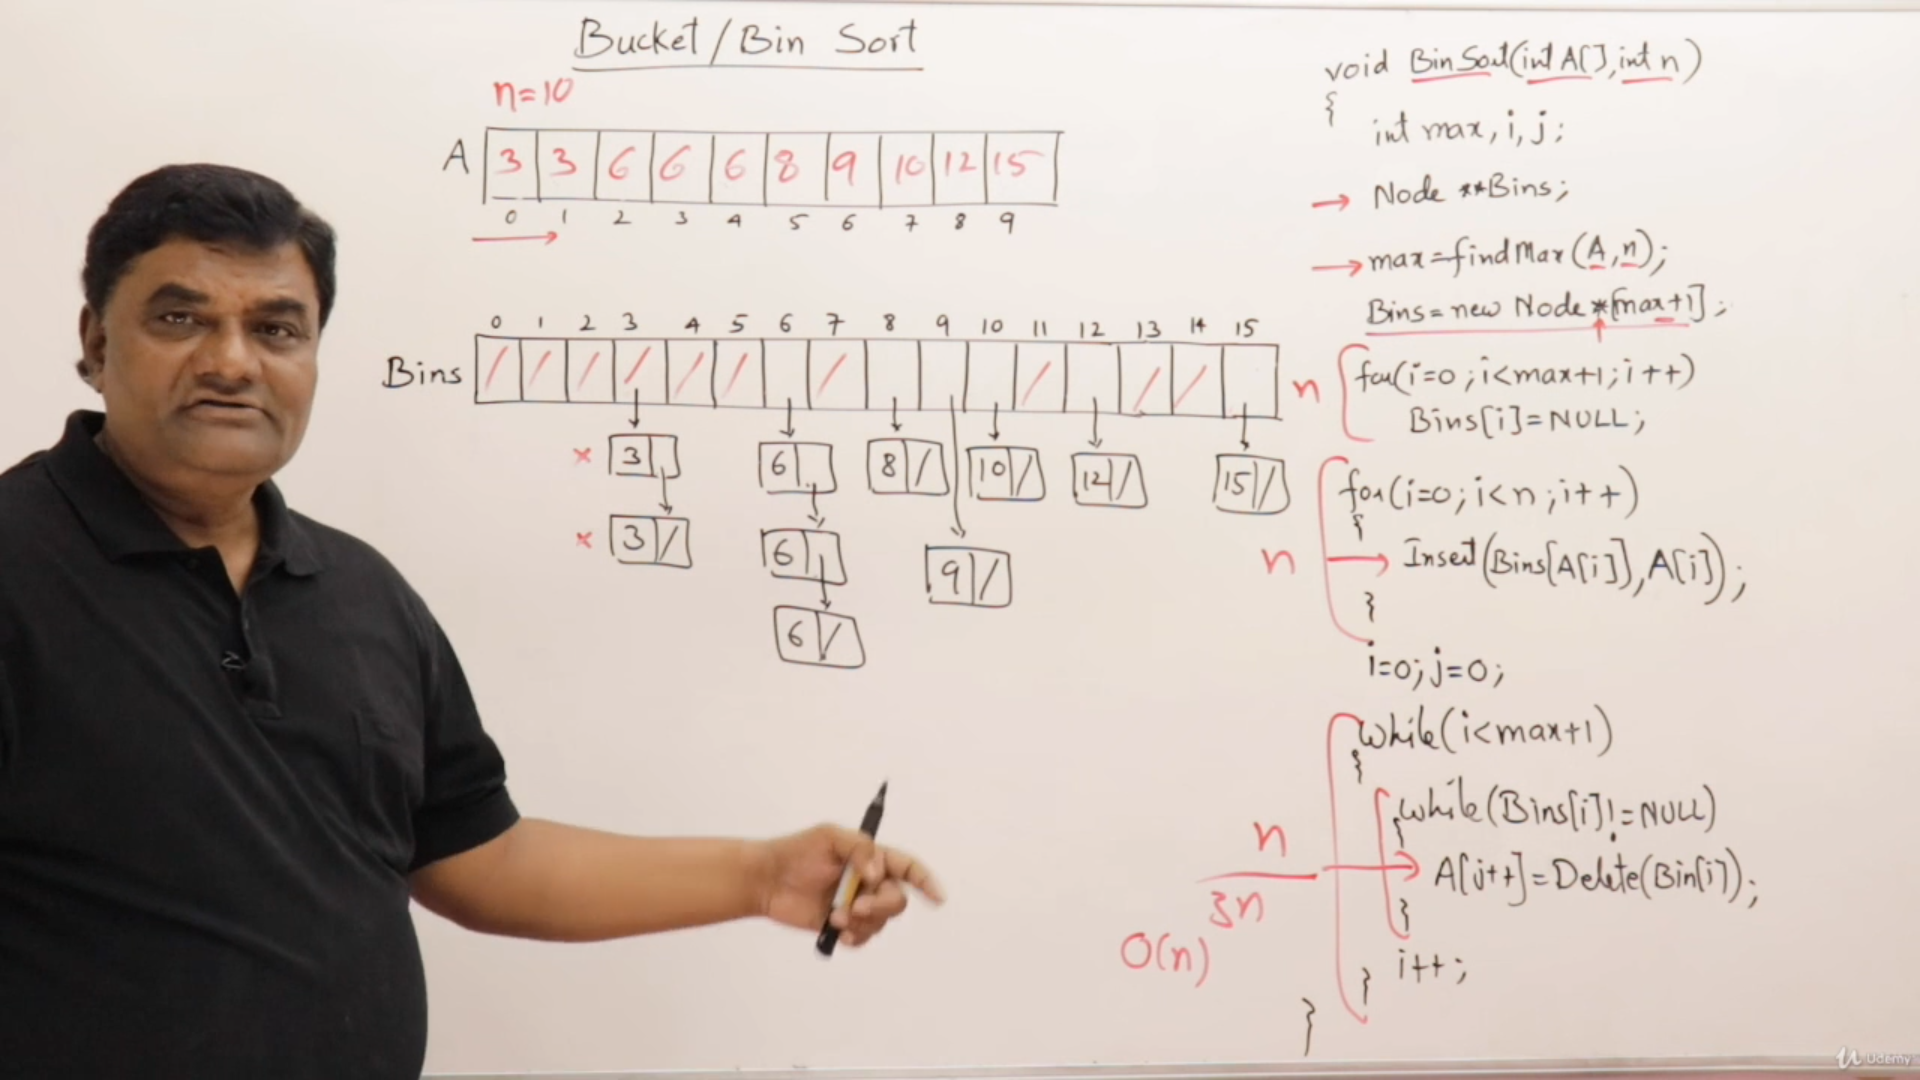 Bucket/Bin Sort
n=10
A 3 3 6 6 6 8 9 10 12 15
0 1 2 3 4 5 6 7 8 9
0 1 2 3 4 5 6 7 8 9 10 11 12 13 14 15
Bins
× 3 6 8 10 12 15
× 3 6 9
6
void BinSort(int A[], int n)
{
int max, i, j;
Node **Bins;
max=findMax(A,n);
Bins=new Node *[max+1];
n for(i=0;i<max+1;i++)
Bins[i]=NULL;
for(i=0;i<n;i++)
{
n Insert(Bins[A[i]],A[i]);
}
i=0;j=0;
while(i<max+1)
{
while(Bins[i]!=NULL)
{
n A[j++]=Delete(Bin[i]);
3n
}
O(n) i++;
}
}
Udemy